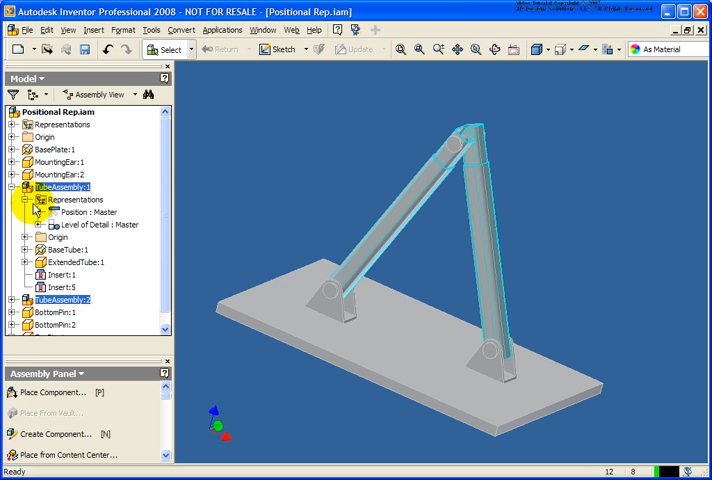 Video Tutorial Copyright © 2007
Autodesk Inventor Professional 2008 - NOT FOR RESALE - [Positional Rep.iam]
File Edit View Insert Format Tools Convert Applications Window Web Help
Select Return Sketch Update As Material
Model
Assembly View
Positional Rep.iam
Representations
Origin
BasePlate:1
MountingEar:1
MountingEar:2
TubeAssembly:1
Representations
Position : Master
Level of Detail : Master
Origin
BaseTube:1
ExtendedTube:1
Insert:1
Insert:5
TubeAssembly:2
BottomPin:1
BottomPin:2
Assembly Panel
Place Component... [P]
Place From Vault...
Create Component... [N]
Place from Content Center...
Ready 12 8